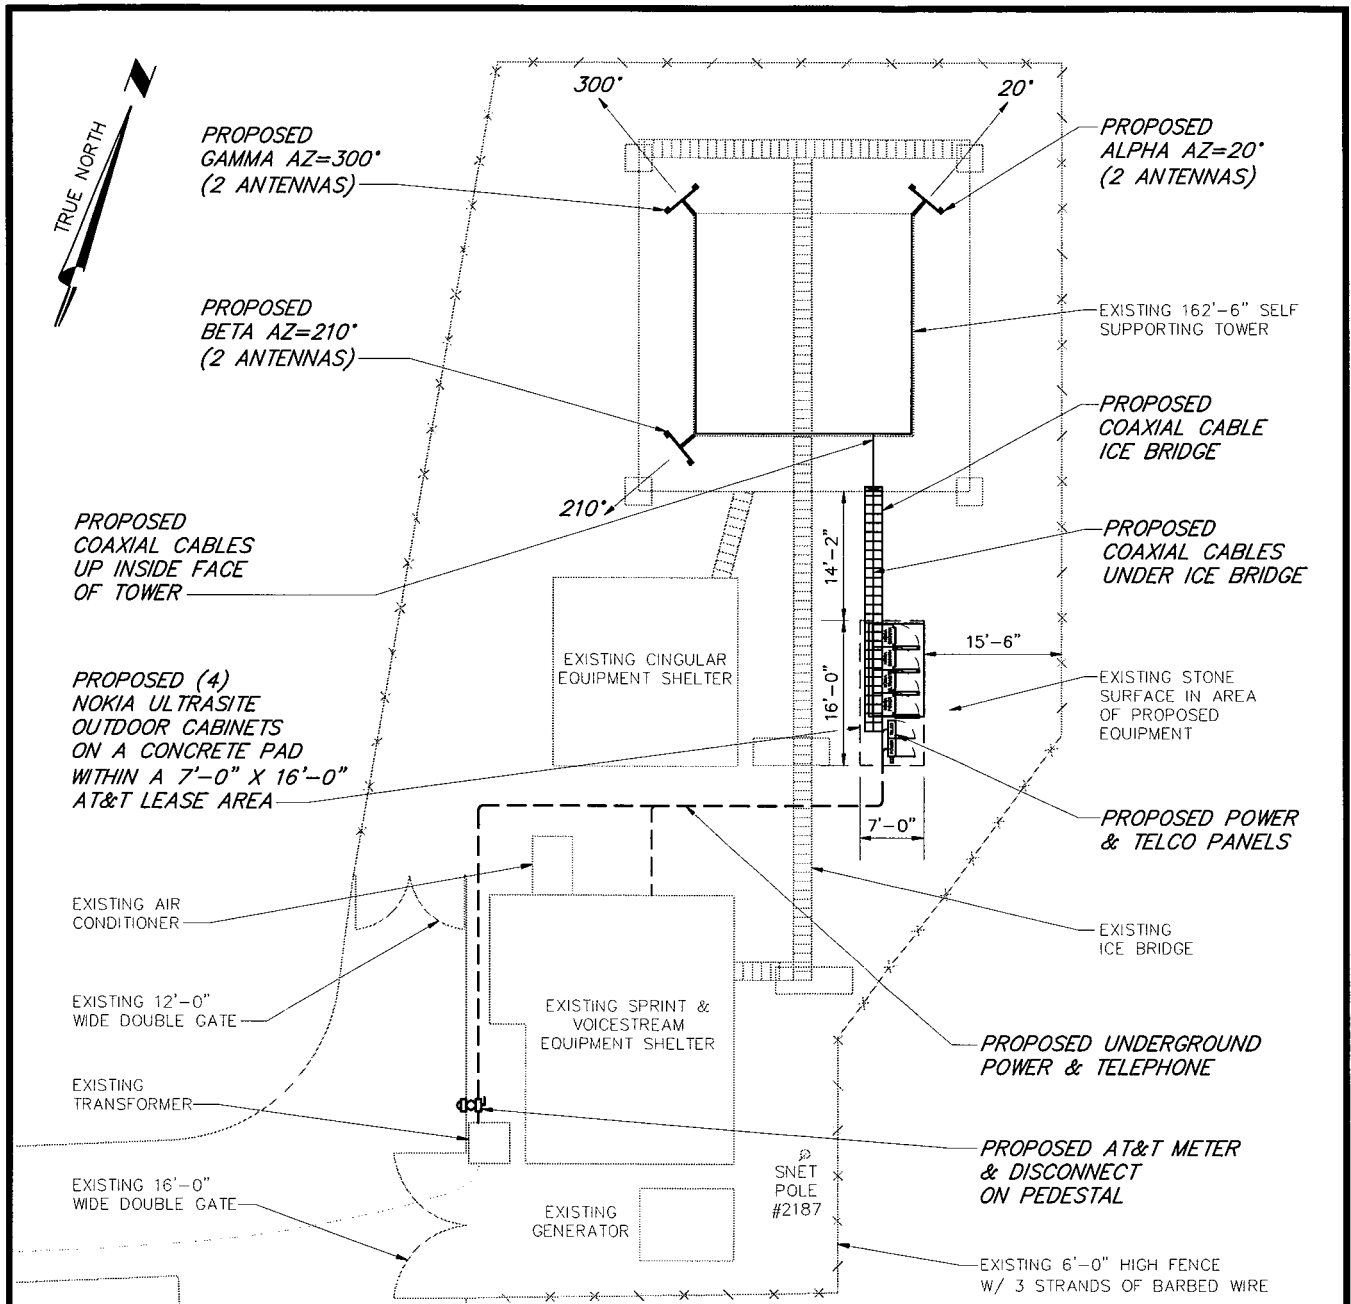 TRUE NORTH
N
300°
20°
PROPOSED
GAMMA AZ=300°
(2 ANTENNAS)
PROPOSED
ALPHA AZ=20°
(2 ANTENNAS)
PROPOSED
BETA AZ=210°
(2 ANTENNAS)
EXISTING 162'-6" SELF
SUPPORTING TOWER
PROPOSED
COAXIAL CABLE
ICE BRIDGE
210°
PROPOSED
COAXIAL CABLES
UP INSIDE FACE
OF TOWER
14'-2"
PROPOSED
COAXIAL CABLES
UNDER ICE BRIDGE
EXISTING CINGULAR
EQUIPMENT SHELTER
16'-0"
15'-6"
PROPOSED (4)
NOKIA ULTRASITE
OUTDOOR CABINETS
ON A CONCRETE PAD
WITHIN A 7'-0" X 16'-0"
AT&T LEASE AREA
EXISTING STONE
SURFACE IN AREA
OF PROPOSED
EQUIPMENT
7'-0"
PROPOSED POWER
& TELCO PANELS
EXISTING AIR
CONDITIONER
EXISTING
ICE BRIDGE
EXISTING 12'-0"
WIDE DOUBLE GATE
EXISTING SPRINT &
VOICESTREAM
EQUIPMENT SHELTER
PROPOSED UNDERGROUND
POWER & TELEPHONE
EXISTING
TRANSFORMER
PROPOSED AT&T METER
& DISCONNECT
ON PEDESTAL
EXISTING 16'-0"
WIDE DOUBLE GATE
SNET
POLE
#2187
EXISTING
GENERATOR
EXISTING 6'-0" HIGH FENCE
W/ 3 STRANDS OF BARBED WIRE